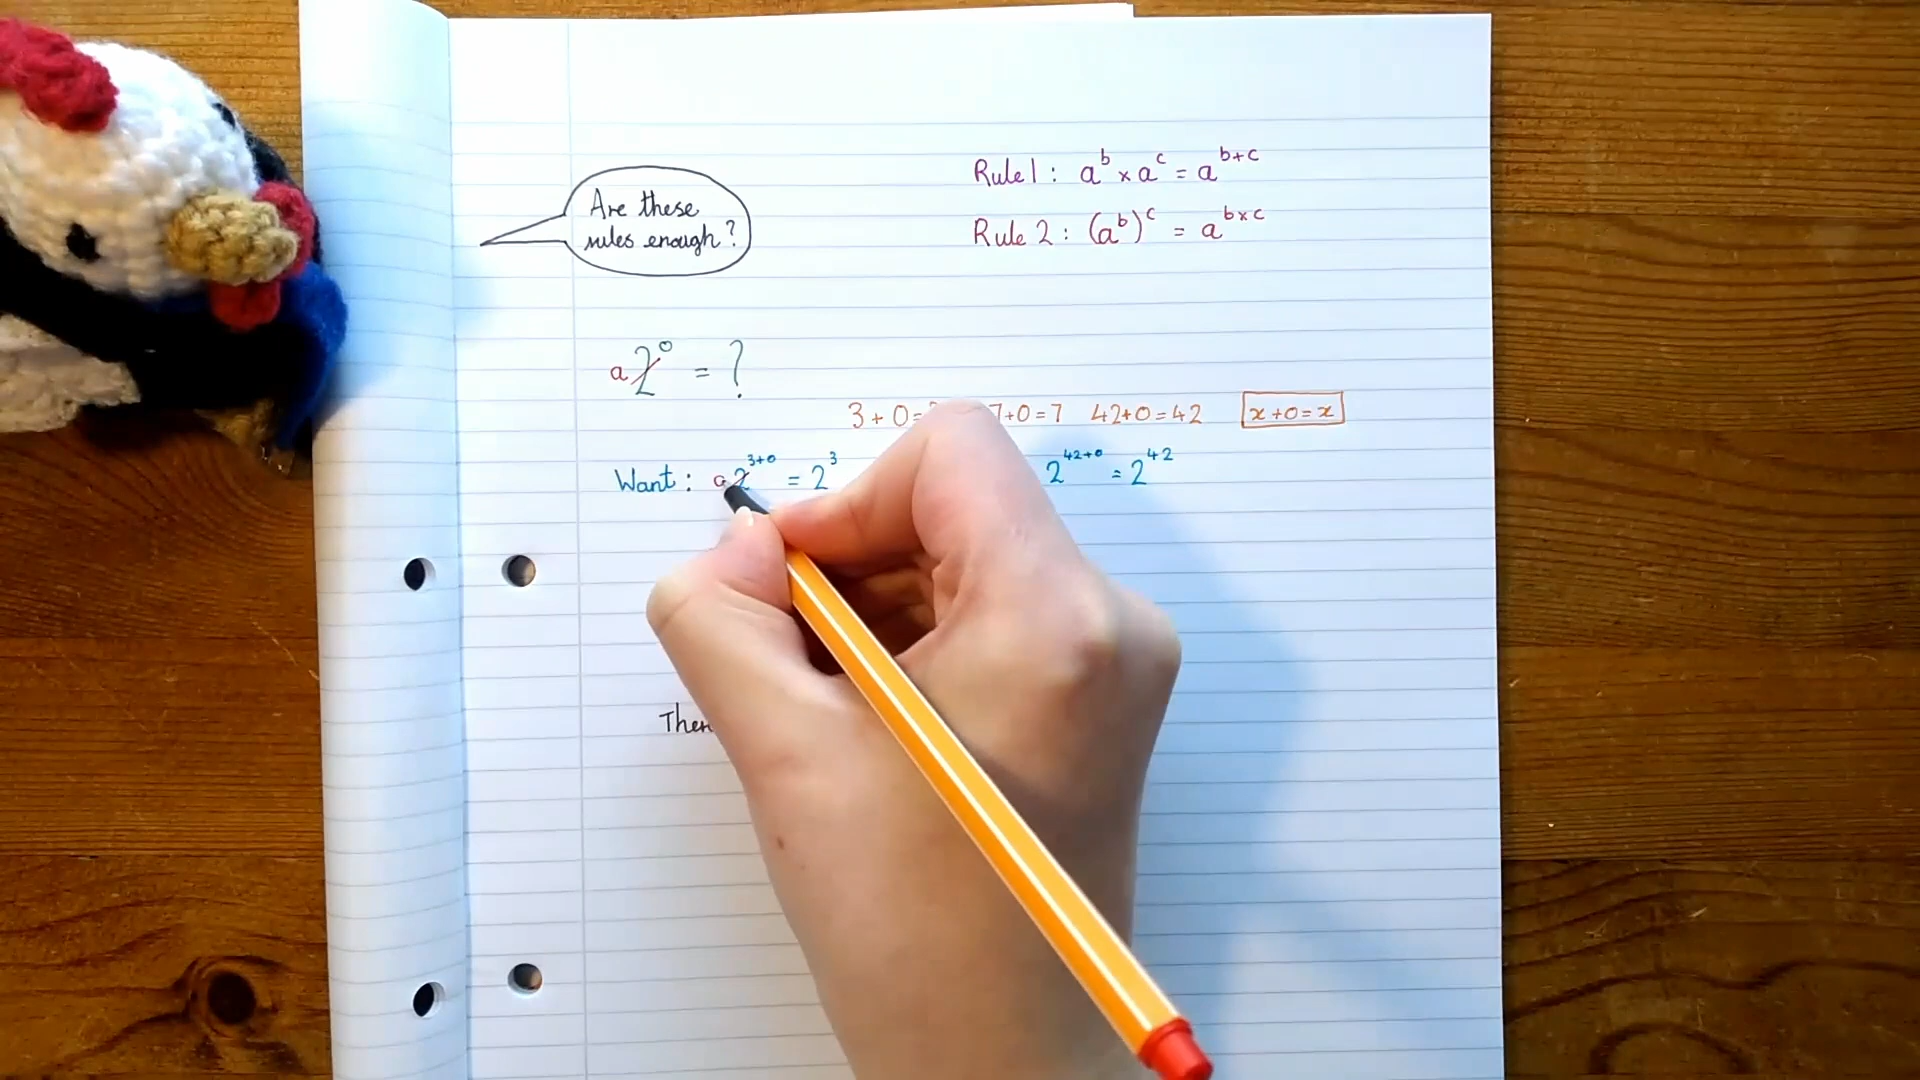 Are these
rules enough?
Rule 1 : a^b × a^c = a^{b+c}
Rule 2 : (a^b)^c = a^{b×c}
a 2^0 = ?
3 + 0 = 7+0=7 42+0=42 x+0=x
Want : a 2^{3+0} = 2^3 2^{42+0} = 2^{42}